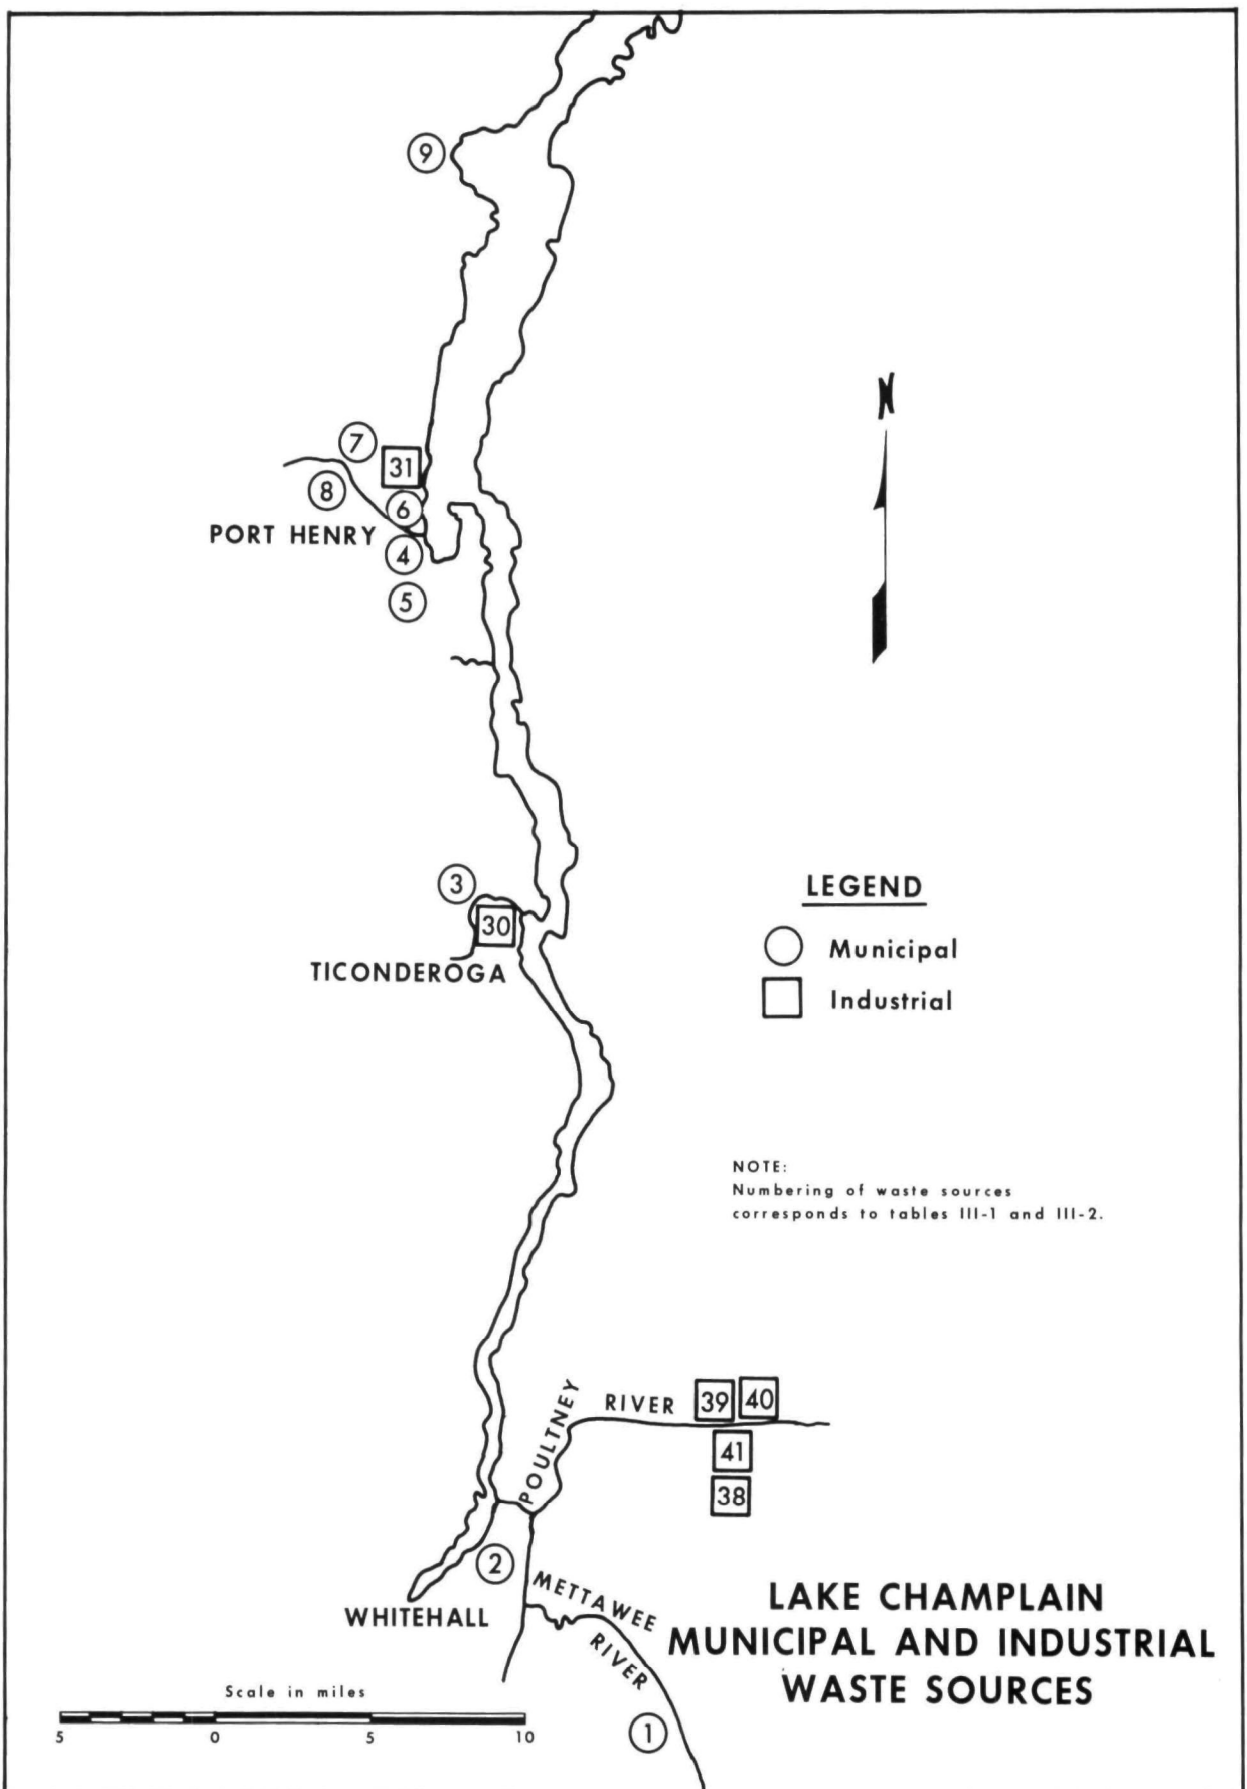 9
N
7
31
8
6
PORT HENRY
4
5
3
30
TICONDEROGA
LEGEND
Municipal
Industrial
NOTE:
Numbering of waste sources
corresponds to tables III-1 and III-2.
POULTNEY RIVER
39 40
41
38
2
METTAWEE RIVER
WHITEHALL
LAKE CHAMPLAIN
MUNICIPAL AND INDUSTRIAL
WASTE SOURCES
Scale in miles
5 0 5 10
1